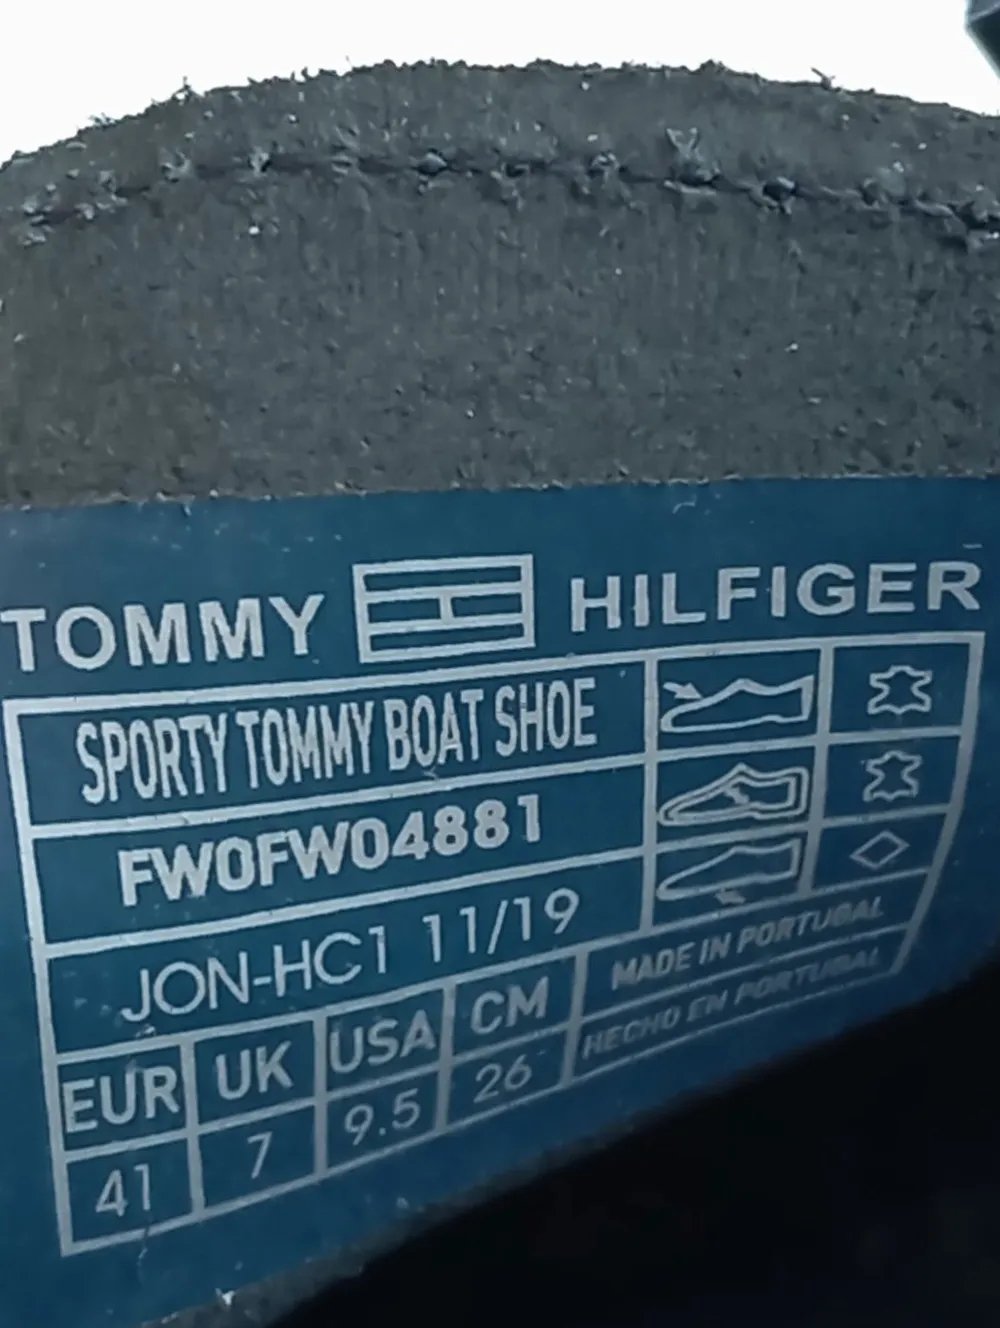 TOMMY HILFIGER
SPORTY TOMMY BOAT SHOE
FW0FW04881
JON-HC1 11/19
MADE IN PORTUGAL
HECHO EN PORTUGAL
EUR UK USA CM
41 7 9.5 26